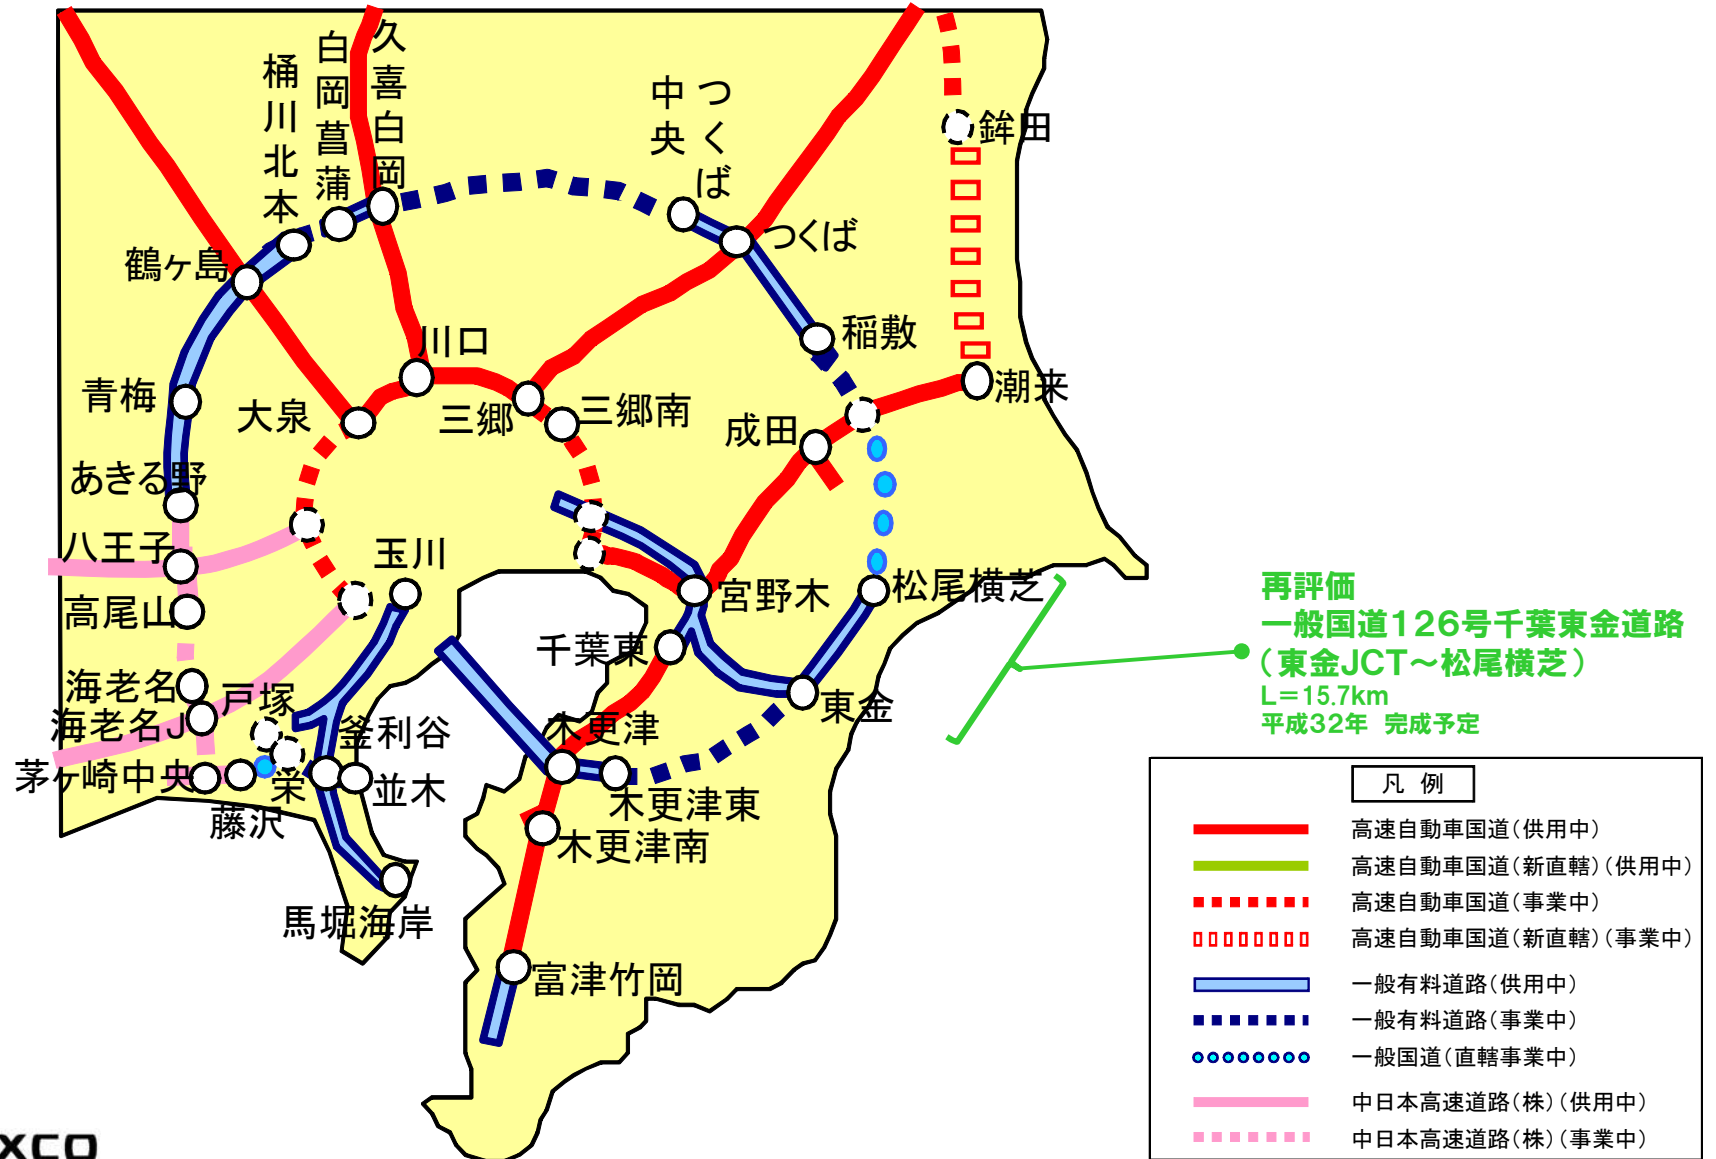 久喜白岡
白岡菖蒲
桶川北本
つくば
中央
鉾田
つくば
鶴ヶ島
稲敷
川口
潮来
青梅
大泉
三郷
三郷南
成田
あきる野
八王子
玉川
高尾山
宮野木
松尾横芝
千葉東
海老名
戸塚
海老名J
釜利谷
木更津
東金
茅ヶ崎中央
栄
並木
藤沢
木更津東
木更津南
馬堀海岸
富津竹岡
再評価
一般国道126号千葉東金道路
(東金JCT～松尾横芝)
L=15.7km
平成32年 完成予定
凡 例
高速自動車国道(供用中)
高速自動車国道(新直轄)(供用中)
高速自動車国道(事業中)
高速自動車国道(新直轄)(事業中)
一般有料道路(供用中)
一般有料道路(事業中)
一般国道(直轄事業中)
中日本高速道路(株)(供用中)
中日本高速道路(株)(事業中)
XCO